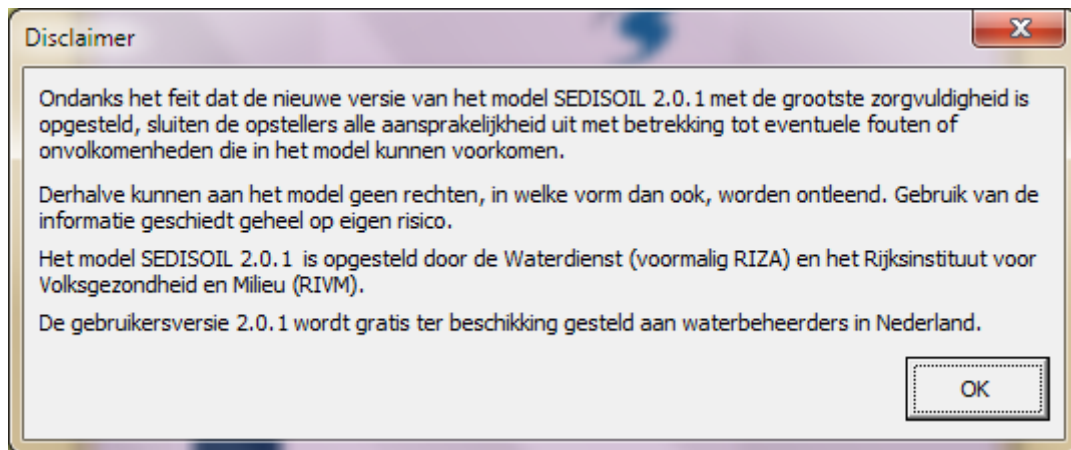 Disclaimer
Ondanks het feit dat de nieuwe versie van het model SEDISOIL 2.0.1 met de grootste zorgvuldigheid is
opgesteld, sluiten de opstellers alle aansprakelijkheid uit met betrekking tot eventuele fouten of
onvolkomenheden die in het model kunnen voorkomen.
Derhalve kunnen aan het model geen rechten, in welke vorm dan ook, worden ontleend. Gebruik van de
informatie geschiedt geheel op eigen risico.
Het model SEDISOIL 2.0.1 is opgesteld door de Waterdienst (voormalig RIZA) en het Rijksinstituut voor
Volksgezondheid en Milieu (RIVM).
De gebruikersversie 2.0.1 wordt gratis ter beschikking gesteld aan waterbeheerders in Nederland.
OK